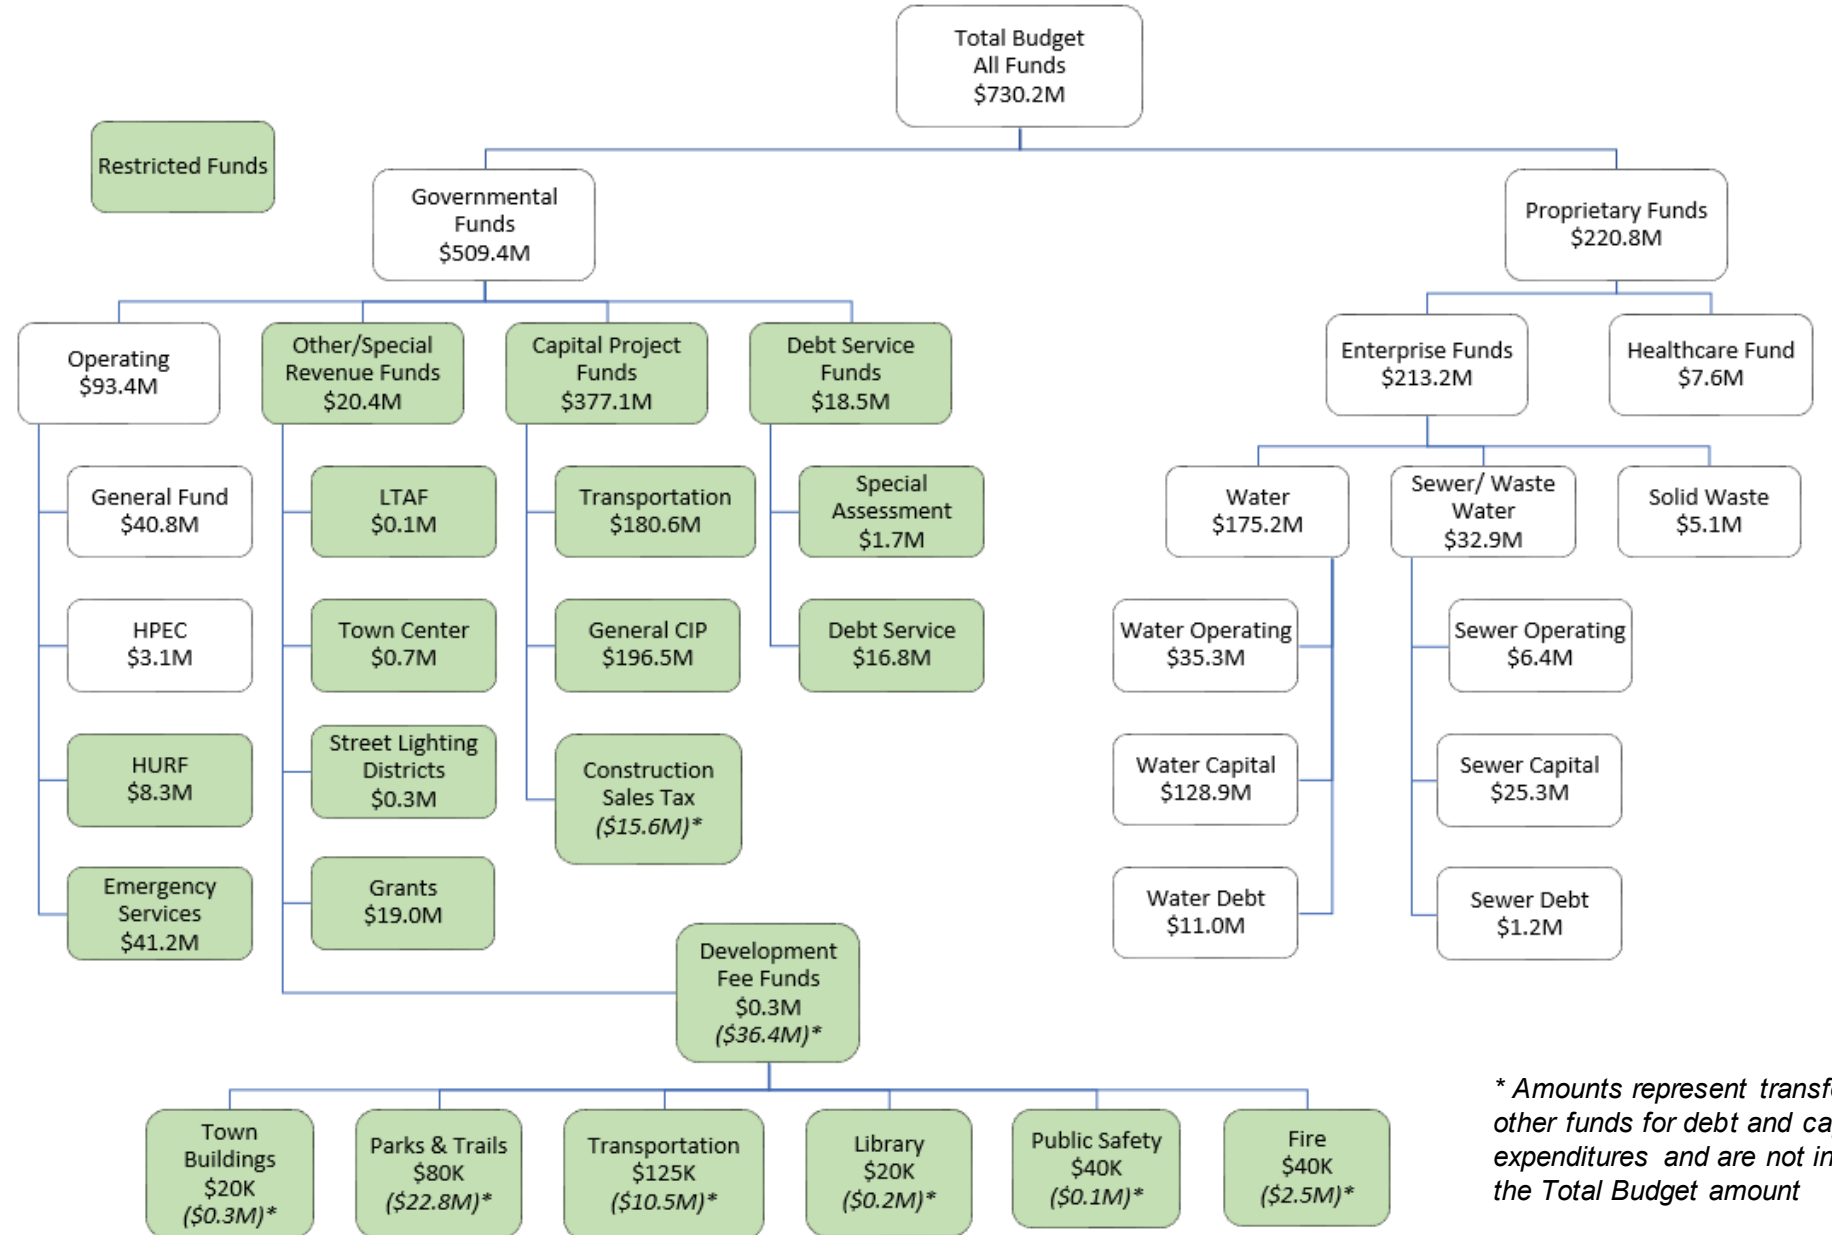 Total Budget
All Funds
$730.2M
Restricted Funds
Governmental
Funds
$509.4M
Proprietary Funds
$220.8M
Operating
$93.4M
Other/Special
Revenue Funds
$20.4M
Capital Project
Funds
$377.1M
Debt Service
Funds
$18.5M
Enterprise Funds
$213.2M
Healthcare Fund
$7.6M
General Fund
$40.8M
LTAF
$0.1M
Transportation
$180.6M
Special
Assessment
$1.7M
Water
$175.2M
Sewer/ Waste
Water
$32.9M
Solid Waste
$5.1M
HPEC
$3.1M
Town Center
$0.7M
General CIP
$196.5M
Debt Service
$16.8M
Water Operating
$35.3M
Sewer Operating
$6.4M
HURF
$8.3M
Street Lighting
Districts
$0.3M
Construction
Sales Tax
($15.6M)*
Water Capital
$128.9M
Sewer Capital
$25.3M
Emergency
Services
$41.2M
Grants
$19.0M
Water Debt
$11.0M
Sewer Debt
$1.2M
Development
Fee Funds
$0.3M
($36.4M)*
Town
Buildings
$20K
($0.3M)*
Parks & Trails
$80K
($22.8M)*
Transportation
$125K
($10.5M)*
Library
$20K
($0.2M)*
Public Safety
$40K
($0.1M)*
Fire
$40K
($2.5M)*
* Amounts represent
other funds for debt and
expenditures and are not
the Total Budget amount